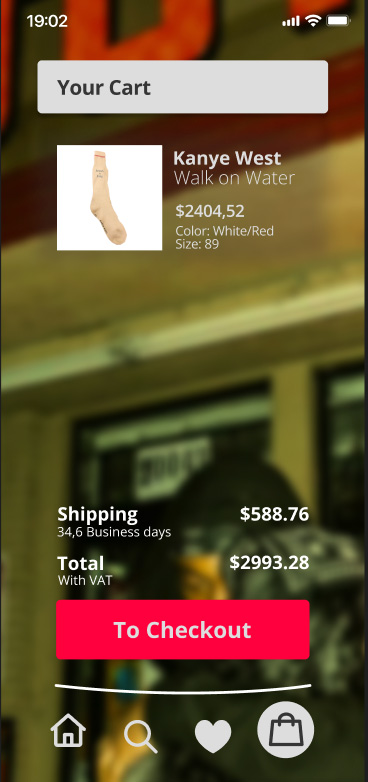 19:02
Your Cart
Kanye West
Walk on Water
$2404,52
Color: White/Red
Size: 89
Shipping
$588.76
34,6 Business days
Total
$2993.28
With VAT
To Checkout